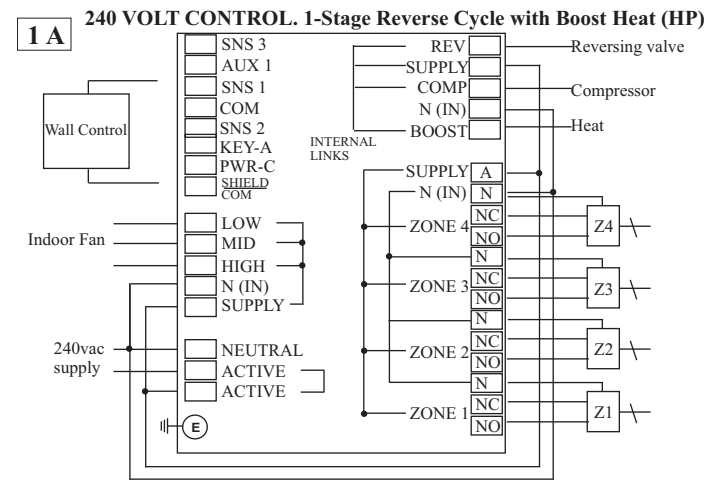 240 VOLT CONTROL. 1-Stage Reverse Cycle with Boost Heat (HP)
1 A
SNS 3
AUX 1
SNS 1
COM
SNS 2
KEY-A
PWR-C
SHIELD
COM
Wall Control
LOW
MID
HIGH
N (IN)
SUPPLY
Indoor Fan
240vac
supply
NEUTRAL
ACTIVE
ACTIVE
E
INTERNAL
LINKS
REV
SUPPLY
COMP
N (IN)
BOOST
Reversing valve
Compressor
Heat
SUPPLY A
N (IN) N
ZONE 4 NC
NO
Z4
N
ZONE 3 NC
NO
Z3
N
ZONE 2 NC
NO
Z2
N
ZONE 1 NC
NO
Z1